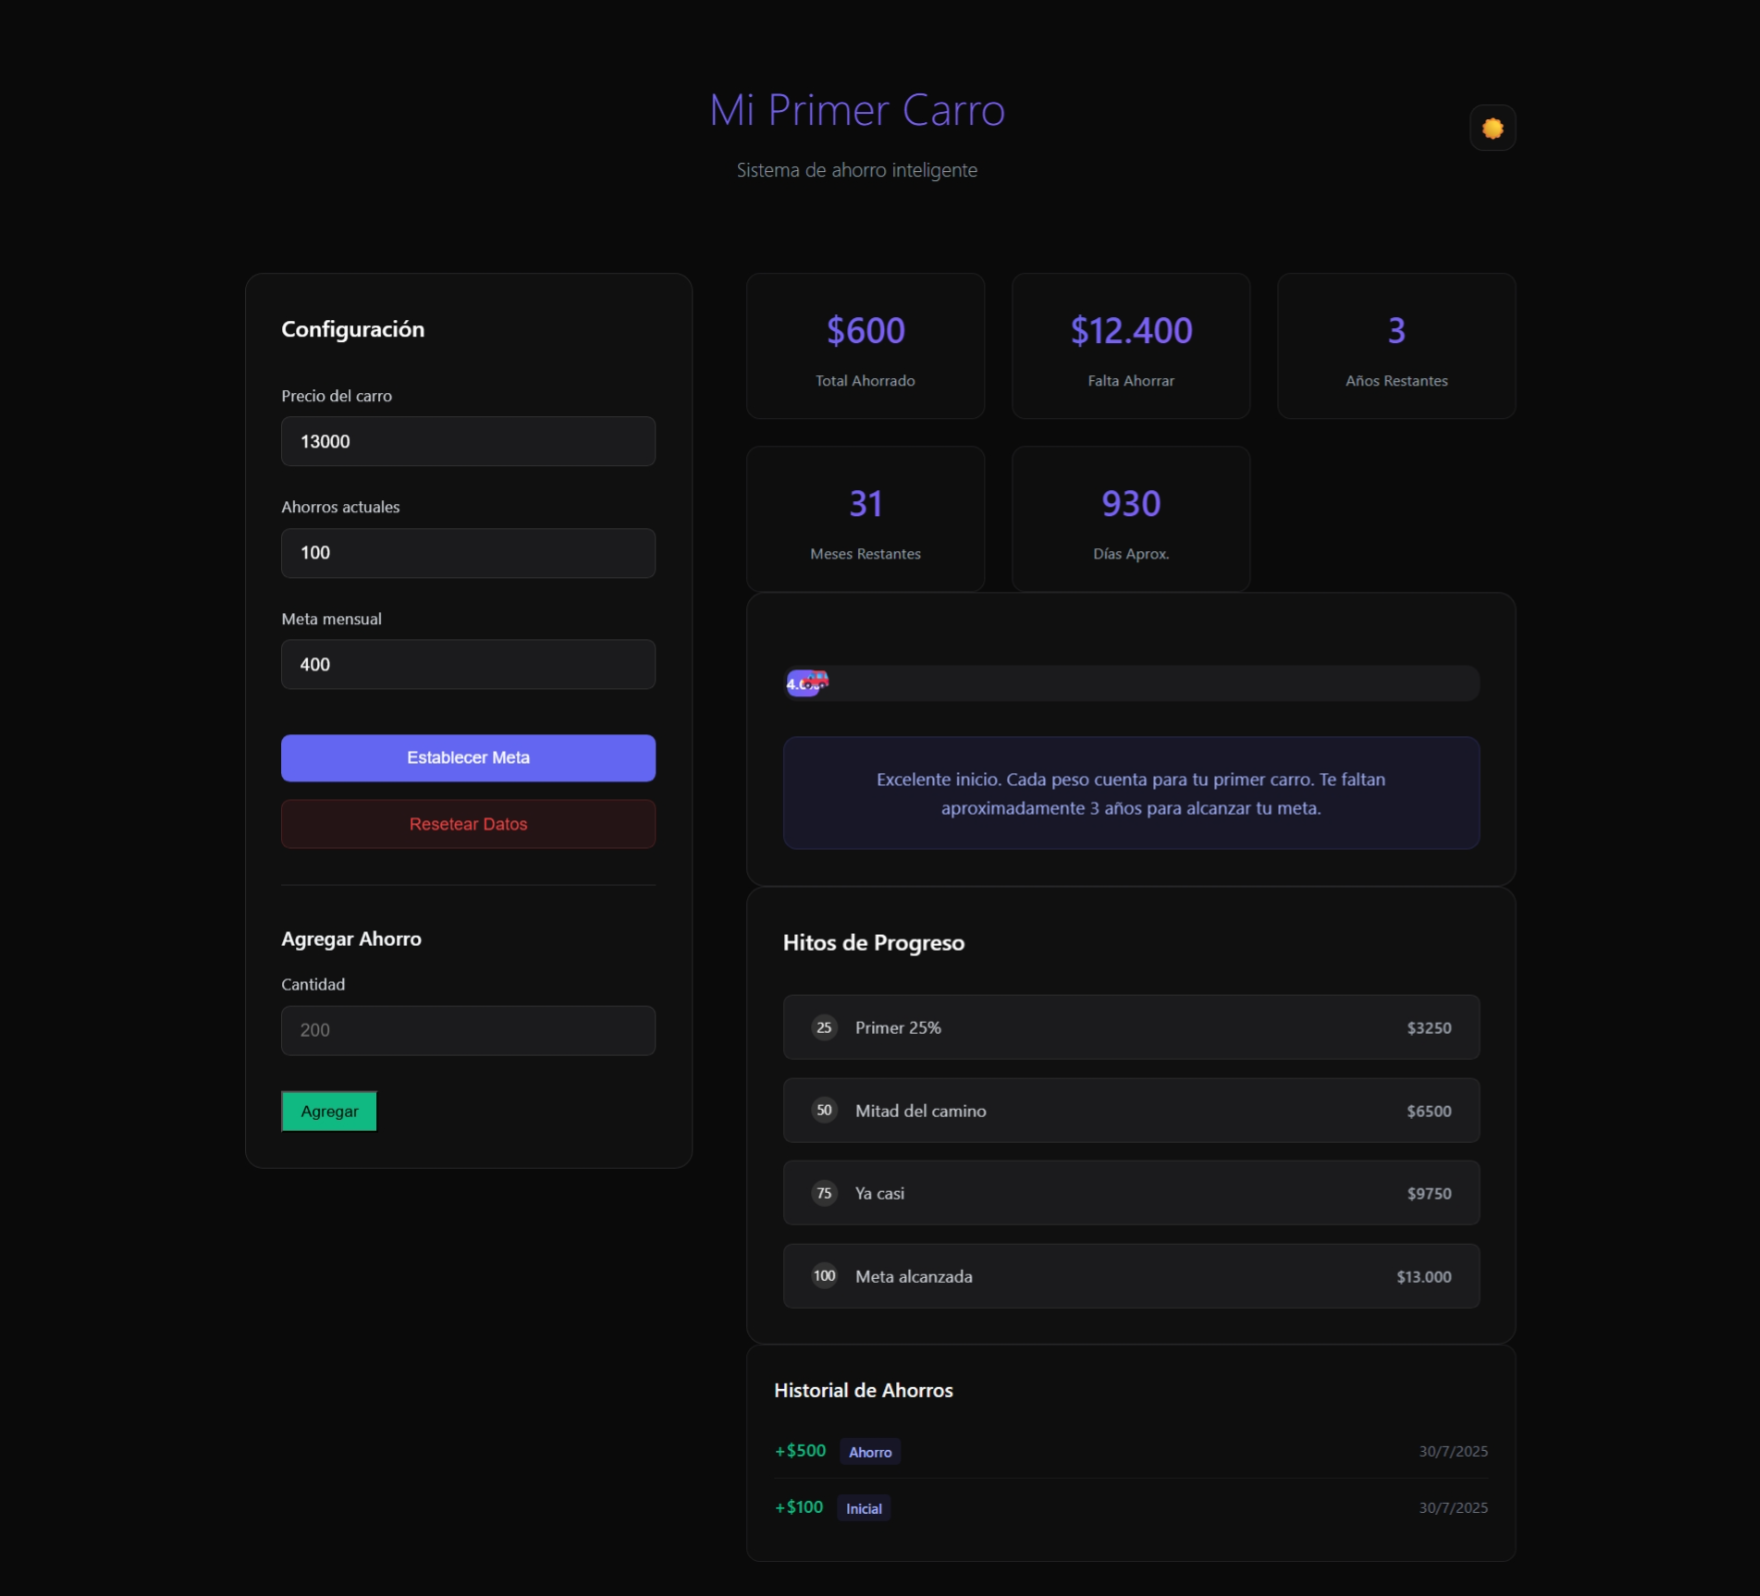 Mi Primer Carro
Sistema de ahorro inteligente
Configuración
Precio del carro
13000
Ahorros actuales
100
Meta mensual
400
Establecer Meta
Resetear Datos
Agregar Ahorro
Cantidad
200
Agregar
$600
Total Ahorrado
$12.400
Falta Ahorrar
3
Años Restantes
31
Meses Restantes
930
Días Aprox.
Excelente inicio. Cada peso cuenta para tu primer carro. Te faltan
aproximadamente 3 años para alcanzar tu meta.
Hitos de Progreso
25 Primer 25% $3250
50 Mitad del camino $6500
75 Ya casi $9750
100 Meta alcanzada $13.000
Historial de Ahorros
+$500 Ahorro 30/7/2025
+$100 Inicial 30/7/2025